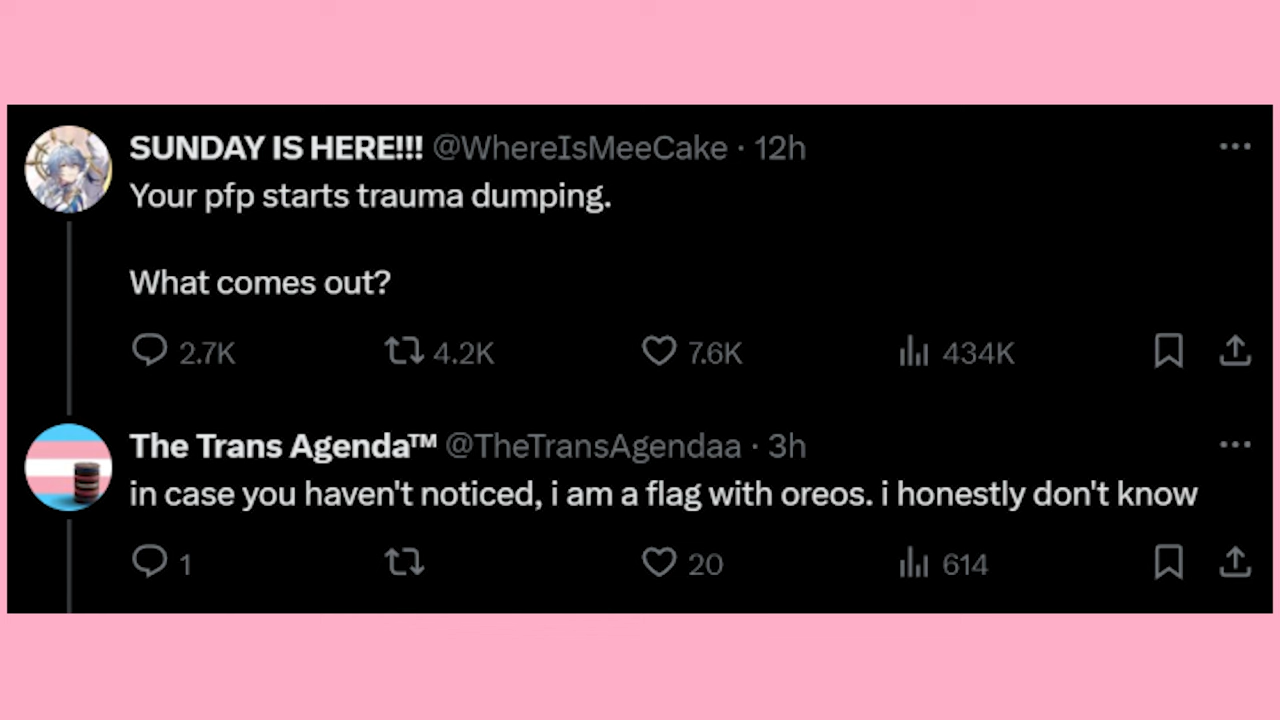 SUNDAY IS HERE!!! @WhereIsMeeCake · 12h
Your pfp starts trauma dumping.
What comes out?
2.7K 4.2K 7.6K 434K
The Trans Agenda™ @TheTransAgendaa · 3h
in case you haven't noticed, i am a flag with oreos. i honestly don't know
1 20 614